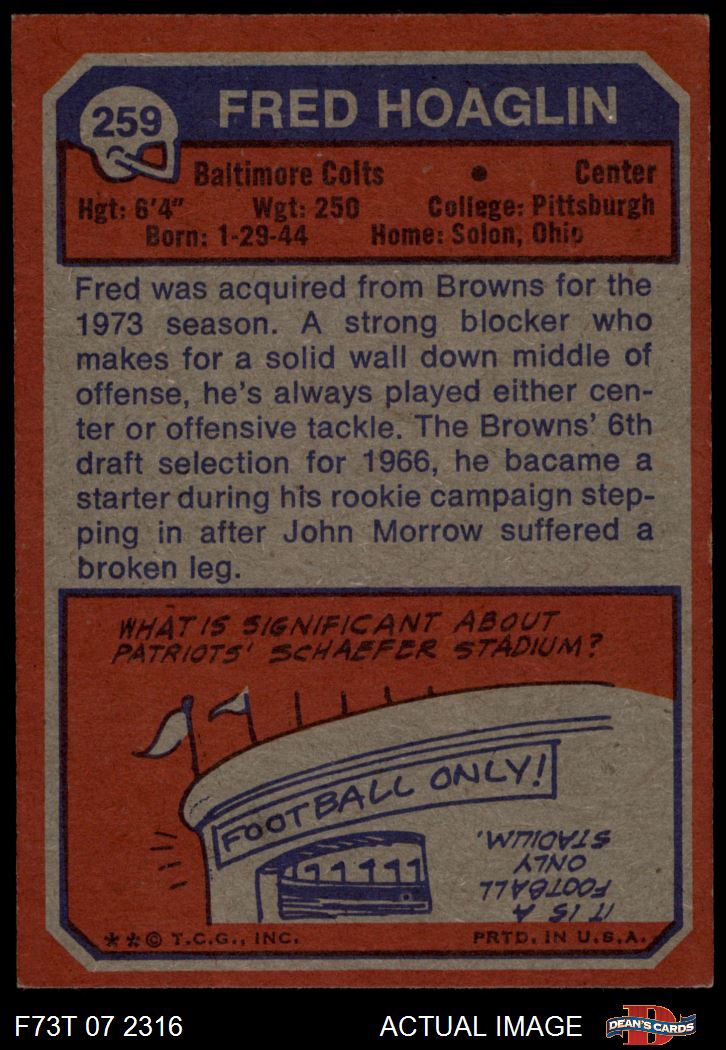 259
FRED HOAGLIN
Baltimore Colts • Center
Hgt: 6'4" Wgt: 250 College: Pittsburgh
Born: 1-29-44 Home: Solon, Ohio
Fred was acquired from Browns for the
1973 season. A strong blocker who
makes for a solid wall down middle of
offense, he's always played either cen-
ter or offensive tackle. The Browns' 6th
draft selection for 1966, he bacame a
starter during his rookie campaign step-
ping in after John Morrow suffered a
broken leg.
WHAT IS SIGNIFICANT ABOUT
PATRIOTS' SCHAEFER STADIUM?
FOOTBALL ONLY!
IT IS A
FOOTBALL
ONLY
STADIUM.
**© T.C.G., INC. PRTD. IN U.S.A.
F73T 07 2316 ACTUAL IMAGE
D
DEAN'S CARDS